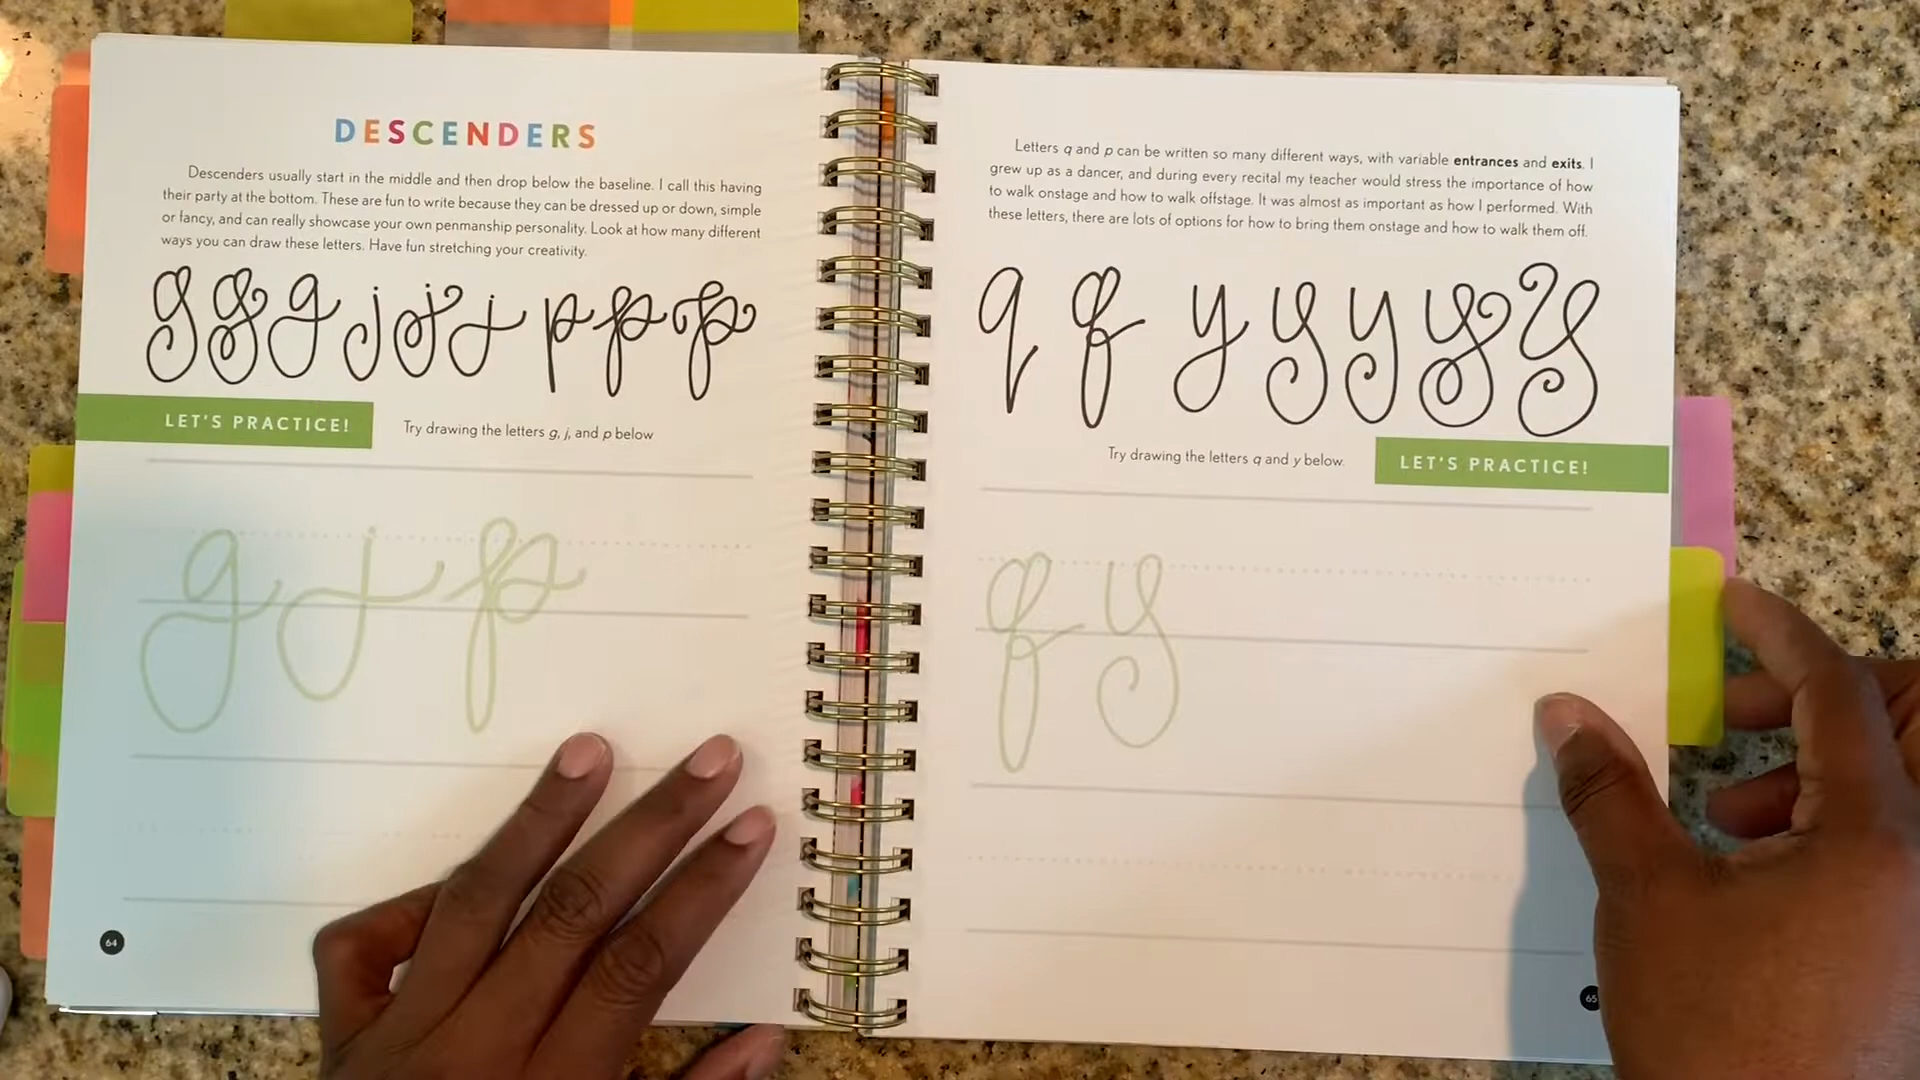 DESCENDERS
Descenders usually start in the middle and then drop below the baseline. I call this having
their party at the bottom. These are fun to write because they can be dressed up or down, simple
or fancy, and can really showcase your own penmanship personality. Look at how many different
ways you can draw these letters. Have fun stretching your creativity.
g g g j j j p p p
LET'S PRACTICE!
Try drawing the letters g, j, and p below
g j p
64
Letters q and p can be written so many different ways, with variable entrances and exits. I
grew up as a dancer, and during every recital my teacher would stress the importance of how
to walk onstage and how to walk offstage. It was almost as important as how I performed. With
these letters, there are lots of options for how to bring them onstage and how to walk them off.
q q y y y y y
Try drawing the letters q and y below.
LET'S PRACTICE!
q y
65